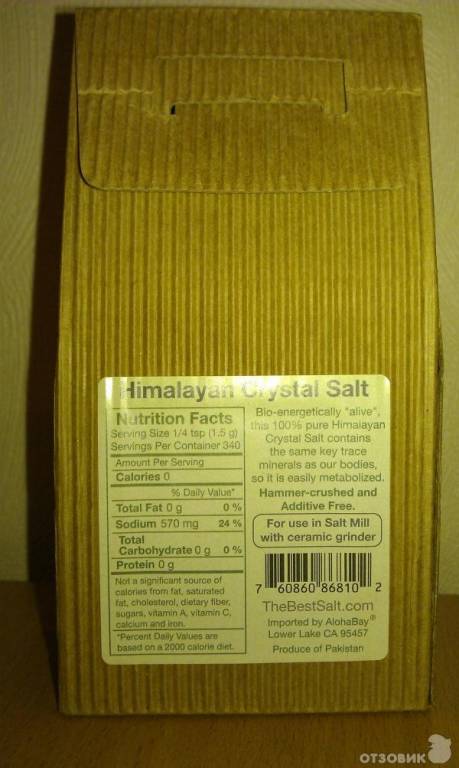 Himalayan Crystal Salt
Nutrition Facts
Serving Size 1/4 tsp (1.5 g)
Servings Per Container 340
Amount Per Serving
Calories 0
% Daily Value*
Total Fat 0 g 0 %
Sodium 570 mg 24 %
Total
Carbohydrate 0 g 0 %
Protein 0 g
Not a significant source of
calories from fat, saturated
fat, cholesterol, dietary fiber,
sugars, vitamin A, vitamin C,
calcium and iron.
*Percent Daily Values are
based on a 2000 calorie diet.
Bio-energetically "alive",
this 100% pure Himalayan
Crystal Salt contains
the same key trace
minerals as our bodies,
so it is easily metabolized.
Hammer-crushed and
Additive Free.
For use in Salt Mill
with ceramic grinder
7 60860 86810 2
TheBestSalt.com
Imported by AlohaBay®
Lower Lake CA 95457
Produce of Pakistan
ОТЗОВИК